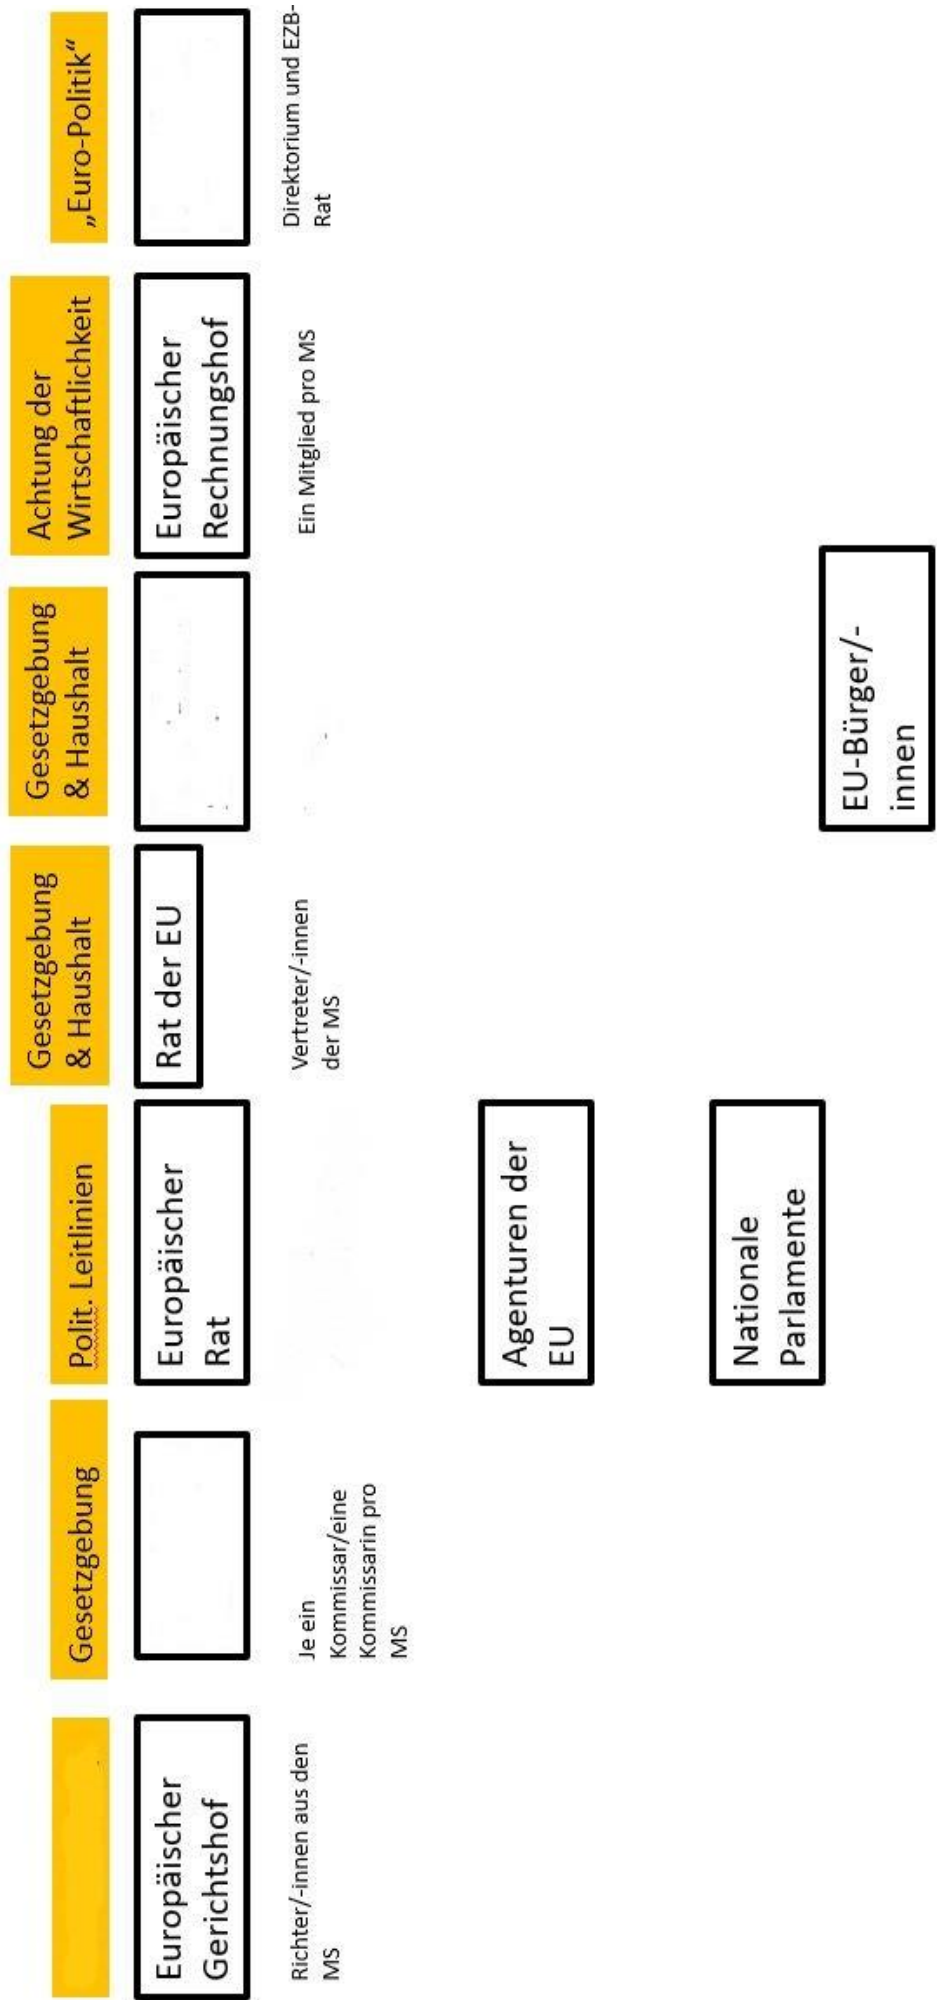 Gesetzgebung
Polit. Leitlinien
Gesetzgebung
& Haushalt
Gesetzgebung
& Haushalt
Achtung der
Wirtschaftlichkeit
„Euro-Politik“
Europäischer
Gerichtshof
Europäischer
Rat
Rat der EU
Europäischer
Rechnungshof
Richter/-innen aus den
MS
Je ein
Kommissar/eine
Kommissarin pro
MS
Vertreter/-innen
der MS
Ein Mitglied pro MS
Direktorium und EZB-
Rat
Agenturen der
EU
Nationale
Parlamente
EU-Bürger/-
innen